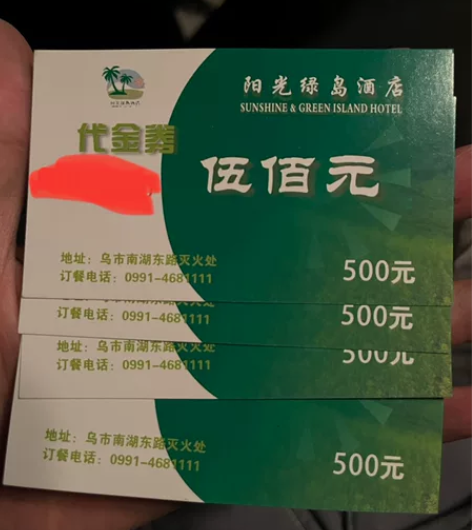 阳光绿岛酒店
SUNSHINE & GREEN ISLAND HOTEL
代金券
伍佰元
地址：乌市南湖东路灭火处
订餐电话：0991-4681111
500元
订餐电话：0991-4681111
500元
地址：乌市南湖东路灭火处
订餐电话：0991-4681111
500元
地址：乌市南湖东路灭火处
订餐电话：0991-4681111
500元